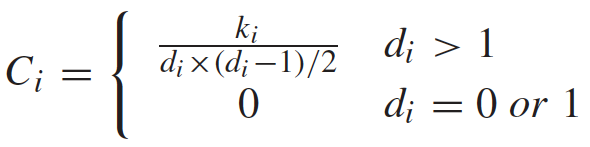 C_i = { k_i / (d_i × (d_i − 1)/2)   d_i > 1
0   d_i = 0 or 1